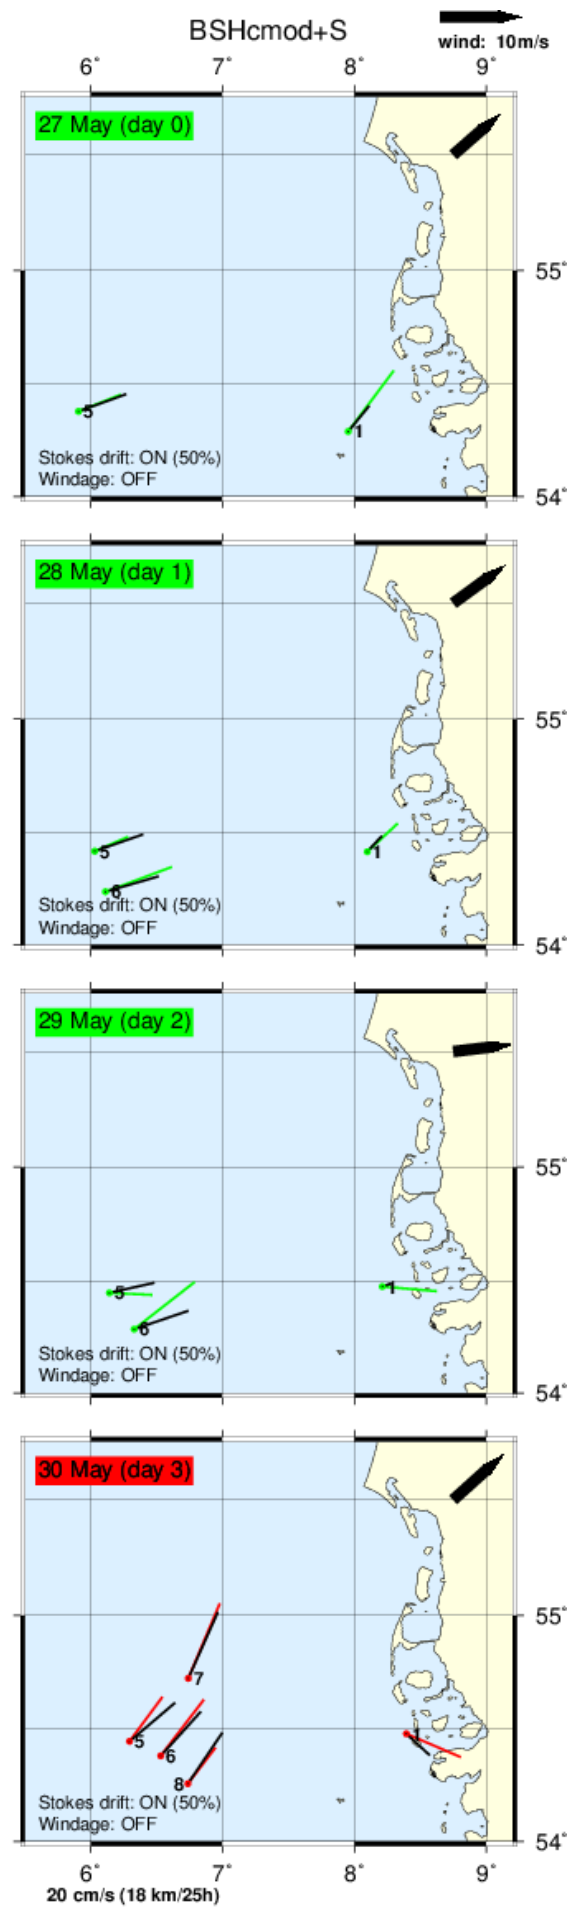 BSHcmod+S
wind: 10m/s
6° 7° 8° 9°
27 May (day 0)
55°
5
1
Stokes drift: ON (50%)
Windage: OFF
54°
28 May (day 1)
55°
5
1
6
Stokes drift: ON (50%)
Windage: OFF
54°
29 May (day 2)
55°
5
1
6
Stokes drift: ON (50%)
Windage: OFF
54°
30 May (day 3)
55°
7
1
5
6
8
Stokes drift: ON (50%)
Windage: OFF
54°
6° 7° 8° 9°
20 cm/s (18 km/25h)